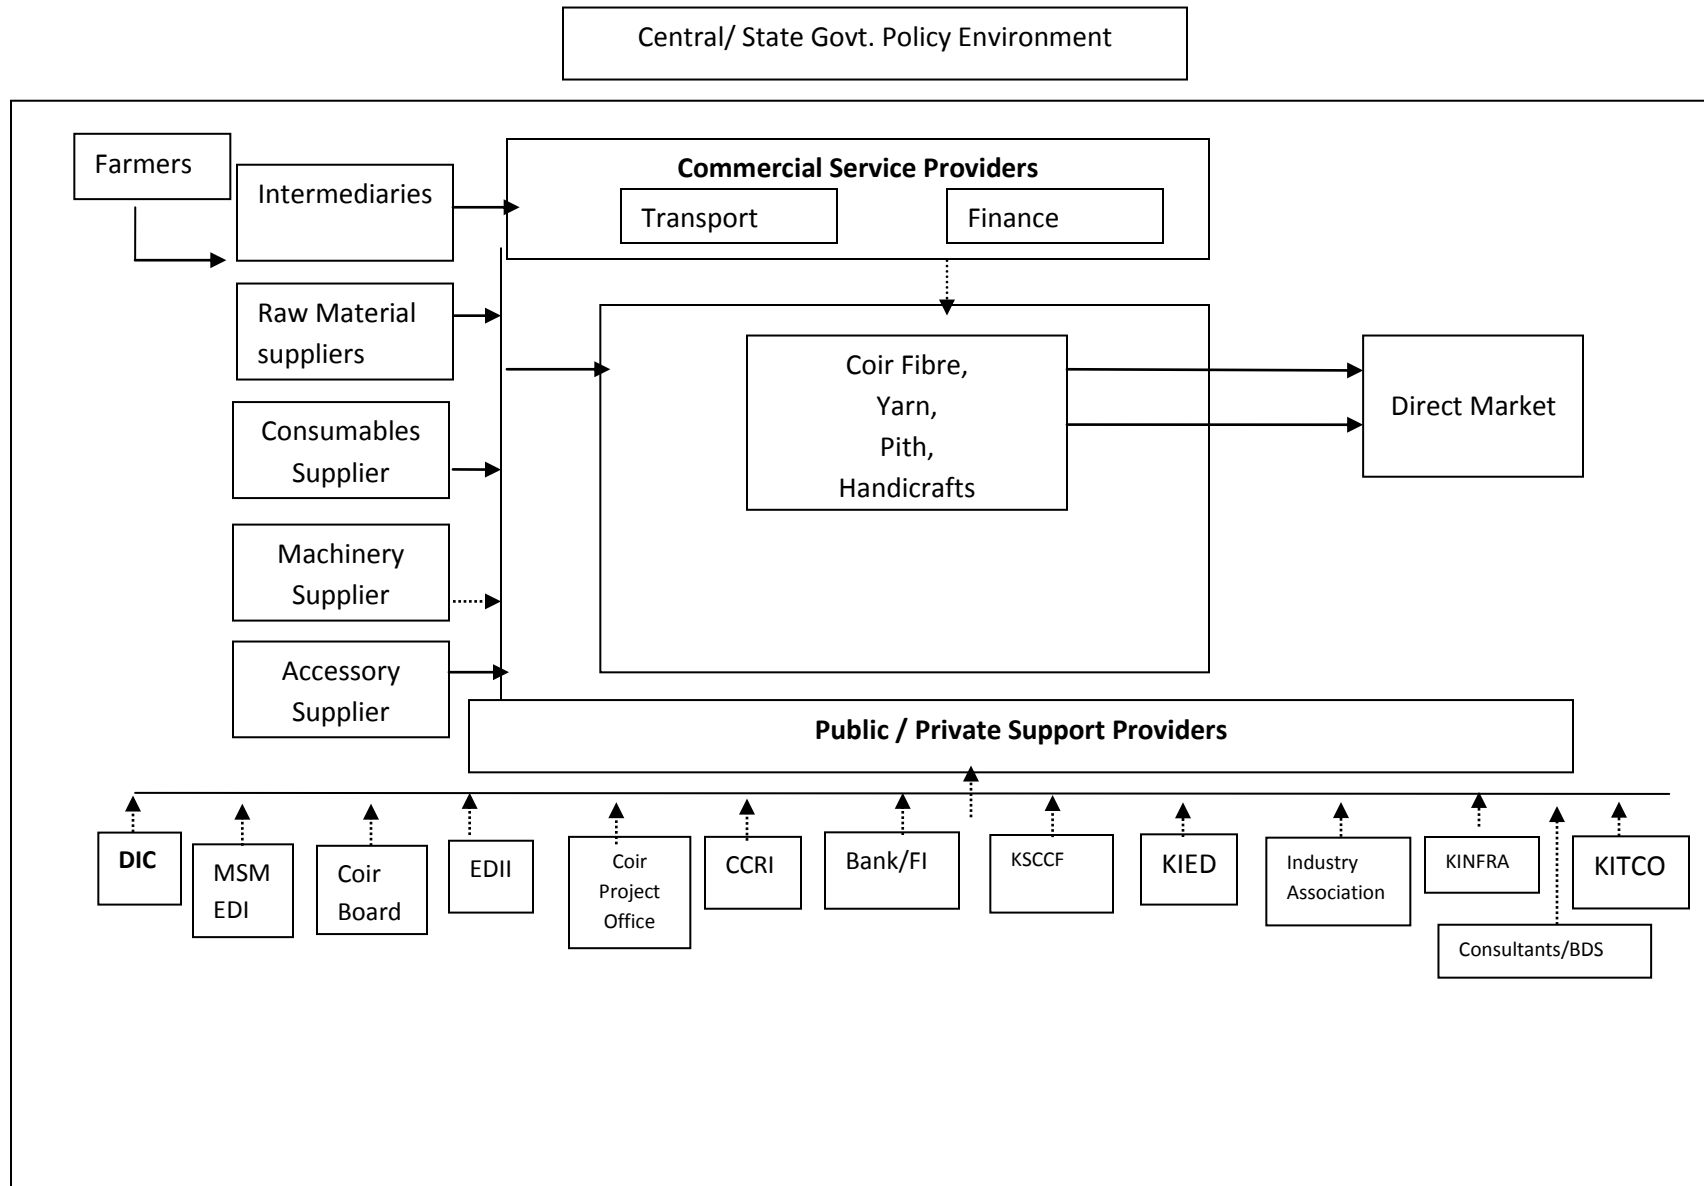 Central/ State Govt. Policy Environment
Farmers
Intermediaries
Commercial Service Providers
Transport
Finance
Raw Material
suppliers
Coir Fibre,
Yarn,
Pith,
Handicrafts
Direct Market
Consumables
Supplier
Machinery
Supplier
Accessory
Supplier
Public / Private Support Providers
DIC
MSM
EDI
Coir
Board
EDII
Coir
Project
Office
CCRI
Bank/FI
KSCCF
KIED
Industry
Association
KINFRA
Consultants/BDS
KITCO